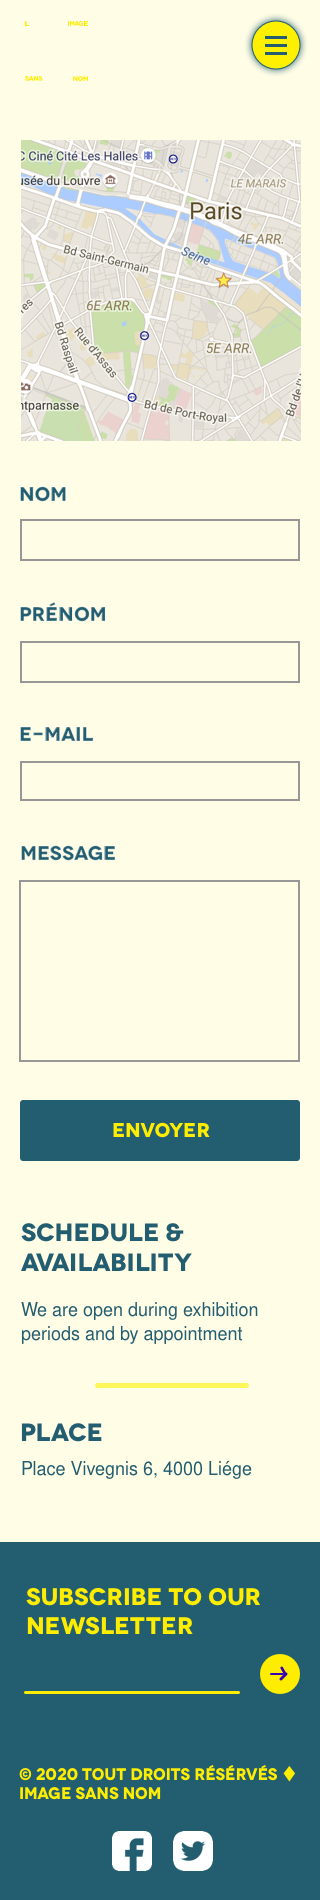 L' IMAGE
SANS NOM
C Ciné Cité Les Halles
usée du Louvre
LE MARAIS
Paris
4E ARR.
Bd Saint-Germain
Seine
6E ARR.
Rue d'Assas
Bd Raspail
5E ARR.
ntparnasse
Bd de Port-Royal
Bd de l'
NOM
PRÉNOM
E-MAIL
MESSAGE
ENVOYER
SCHEDULE &
AVAILABILITY
We are open during exhibition
periods and by appointment
PLACE
Place Vivegnis 6, 4000 Liége
SUBSCRIBE TO OUR
NEWSLETTER
© 2020 TOUT DROITS RÉSÉRVÉS ♦
IMAGE SANS NOM